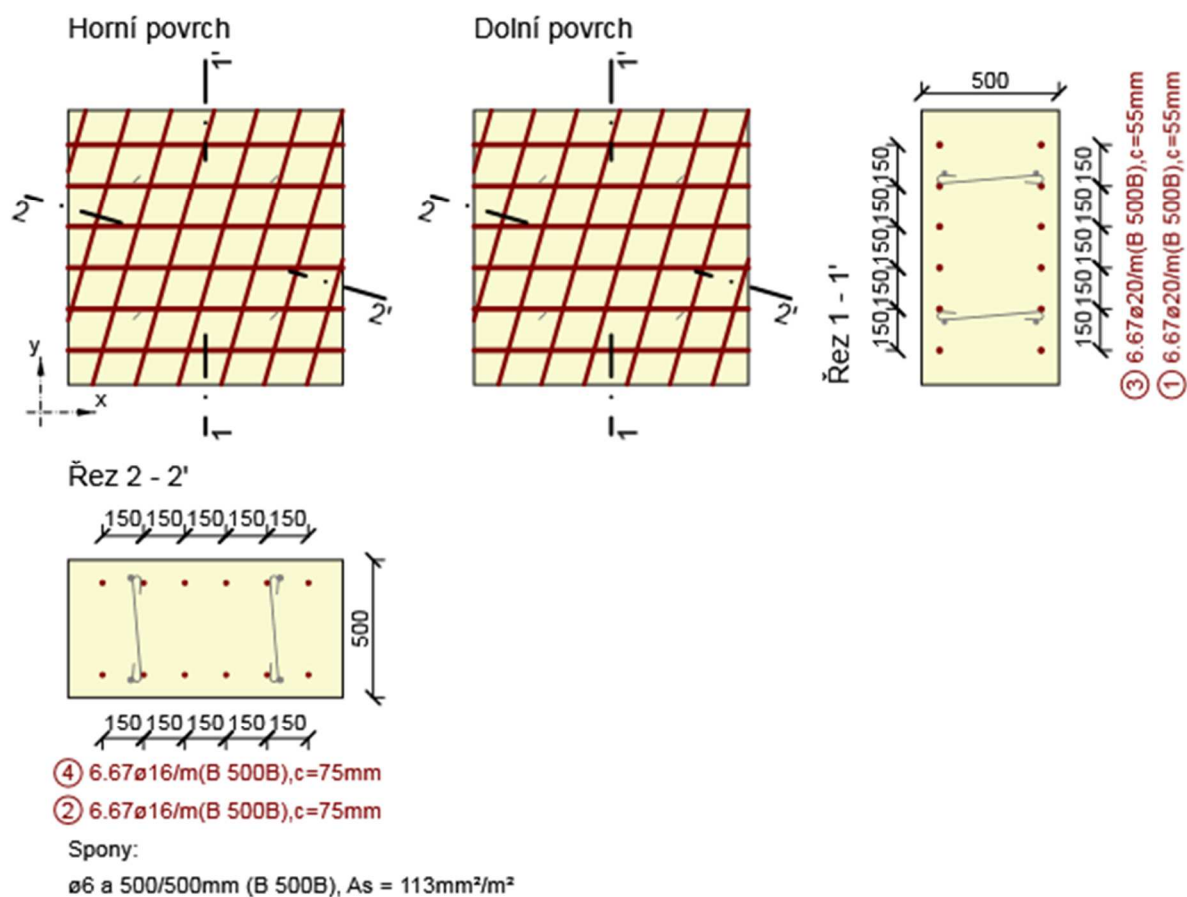 Horní povrch
Dolní povrch
1'
1'
2'
2'
2'
2'
y
x
1
1
500
150 150 150 150 150
150 150 150 150 150
Řez 1 - 1'
③ 6.67ø20/m(B 500B),c=55mm
① 6.67ø20/m(B 500B),c=55mm
Řez 2 - 2'
150 150 150 150 150
500
150 150 150 150 150
④ 6.67ø16/m(B 500B),c=75mm
② 6.67ø16/m(B 500B),c=75mm
Spony:
ø6 a 500/500mm (B 500B), As = 113mm²/m²